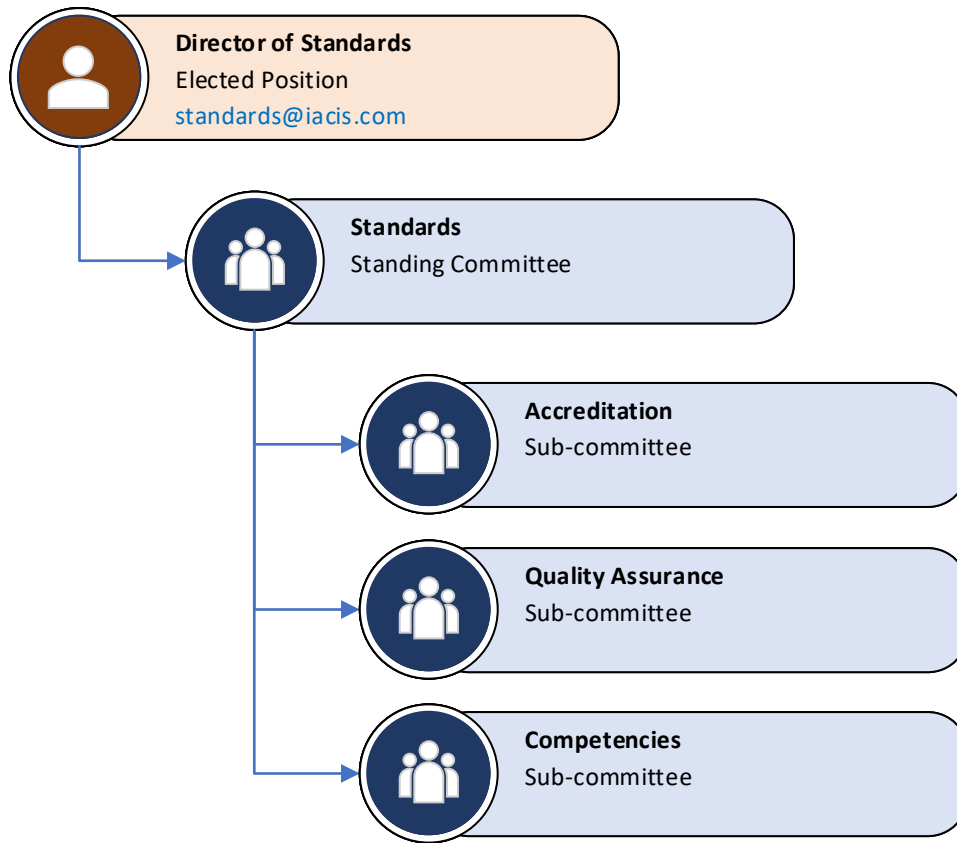 Director of Standards
Elected Position
standards@iacis.com
Standards
Standing Committee
Accreditation
Sub-committee
Quality Assurance
Sub-committee
Competencies
Sub-committee